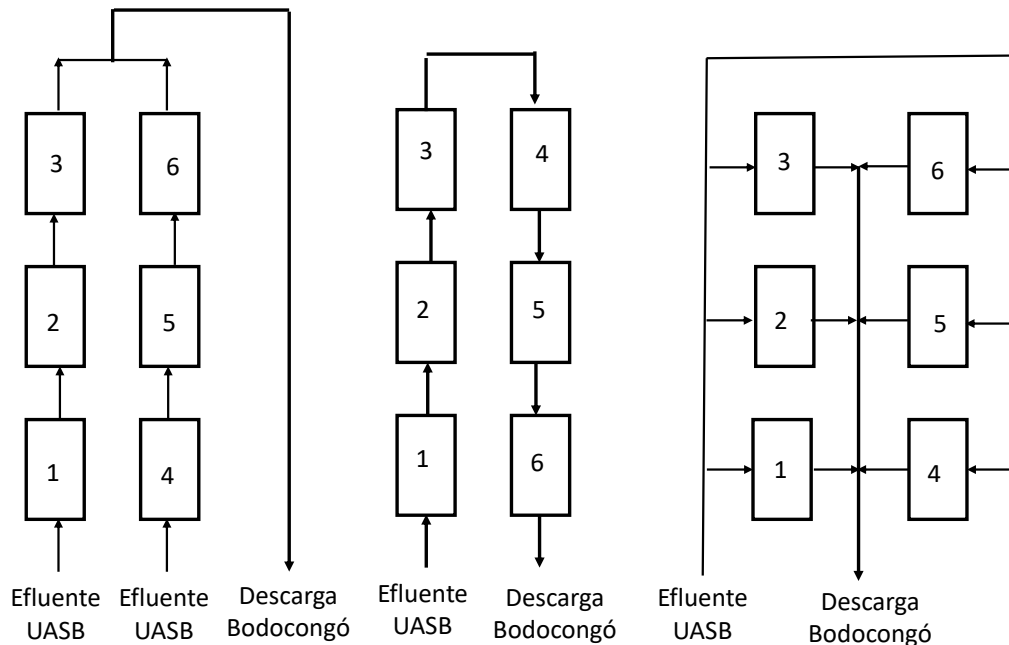 3
6
2
5
1
4
Efluente
UASB
Efluente
UASB
Descarga
Bodocongó
3
4
2
5
1
6
Efluente
UASB
Descarga
Bodocongó
3
6
2
5
1
4
Efluente
UASB
Descarga
Bodocongó